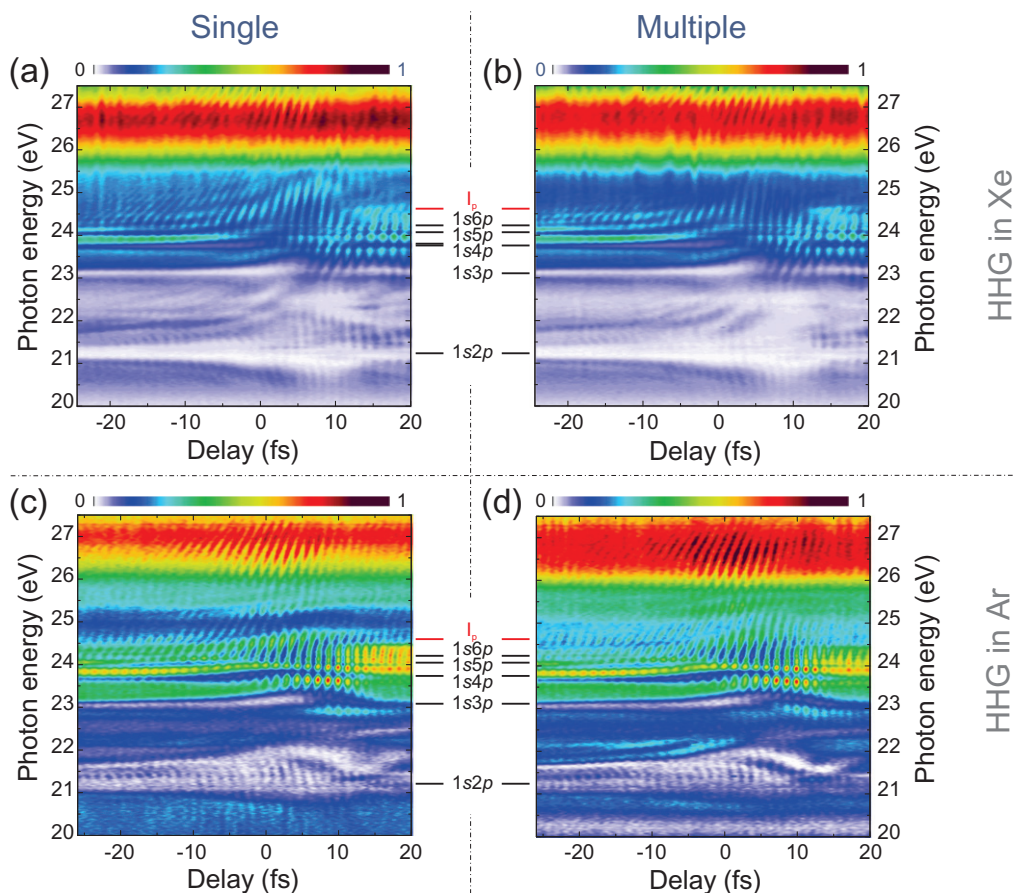 Single
Multiple
(a)
0
1
(b)
0
1
27
26
25
24
23
22
21
20
Photon energy (eV)
-20
-10
0
10
20
Delay (fs)
Ip
1s6p
1s5p
1s4p
1s3p
1s2p
-20
-10
0
10
20
Delay (fs)
27
26
25
24
23
22
21
20
Photon energy (eV)
HHG in Xe
(c)
0
1
(d)
0
1
27
26
25
24
23
22
21
20
Photon energy (eV)
-20
-10
0
10
20
Delay (fs)
Ip
1s6p
1s5p
1s4p
1s3p
1s2p
-20
-10
0
10
20
Delay (fs)
27
26
25
24
23
22
21
20
Photon energy (eV)
HHG in Ar